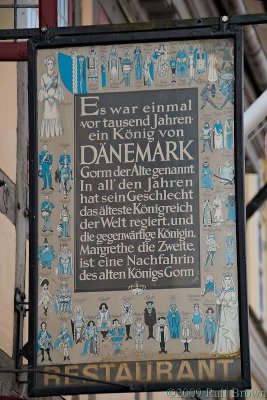 Es war einmal
vor tausend Jahren
ein König von
DÄNEMARK
Gorm der Alte genannt.
In all' den Jahren
hat sein Geschlecht
das älteste Königreich
der Welt regiert, und
die gegenwärtige Königin,
Margrethe die Zweite,
ist eine Nachfahrin
des alten Königs Gorm
RESTAURANT
©2009 Rex
Paul Brown